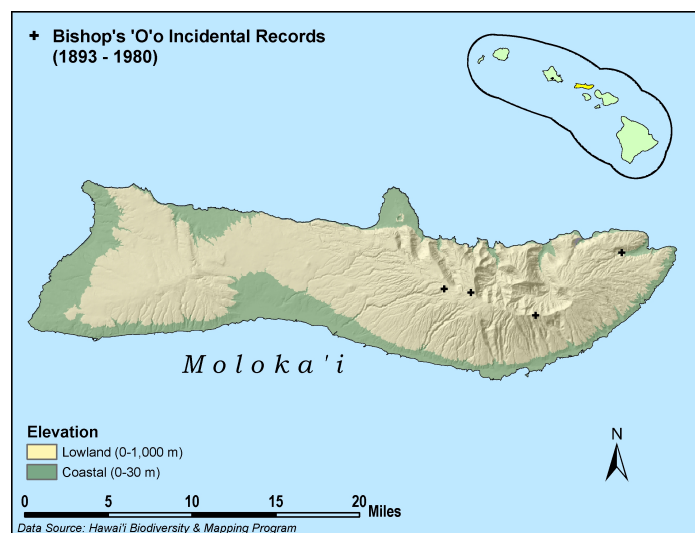 Bishop's 'O'o Incidental Records
(1893 - 1980)
Moloka'i
Elevation
Lowland (0-1,000 m)
Coastal (0-30 m)
N
0 5 10 15 20 Miles
Data Source: Hawai'i Biodiversity & Mapping Program